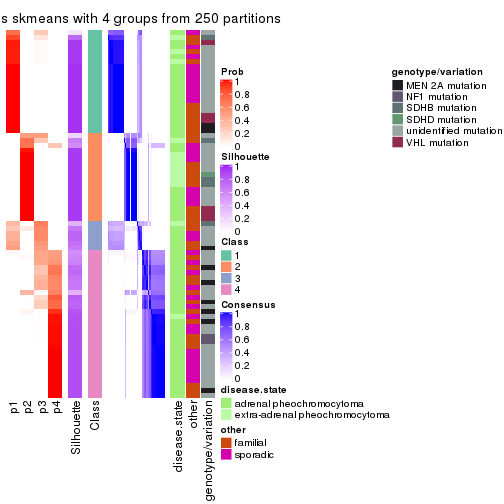 s skmeans with 4 groups from 250 partitions
Prob
1
0.8
0.6
0.4
0.2
0
Silhouette
1
0.8
0.6
0.4
0.2
0
Class
1
2
3
4
Consensus
1
0.8
0.6
0.4
0.2
0
disease.state
adrenal pheochromocytoma
extra-adrenal pheochromocytoma
other
familial
sporadic
genotype/variation
MEN 2A mutation
NF1 mutation
SDHB mutation
SDHD mutation
unidentified mutation
VHL mutation
p1
p2
p3
p4
Silhouette
Class
disease.state
other
genotype/variation